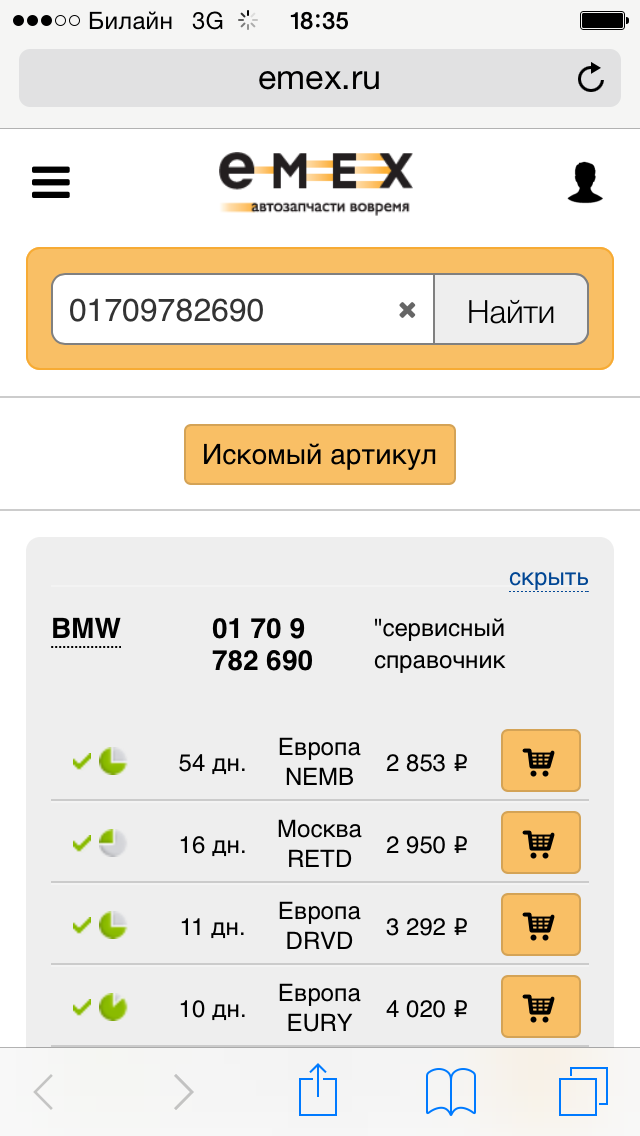 Билайн 3G 18:35
emex.ru
e-MEX
автозапчасти вовремя
01709782690
Найти
Искомый артикул
скрыть
BMW
01 70 9
782 690
"сервисный
справочник
54 дн.
Европа
NEMB
2 853 ₽
16 дн.
Москва
RETD
2 950 ₽
11 дн.
Европа
DRVD
3 292 ₽
10 дн.
Европа
EURY
4 020 ₽